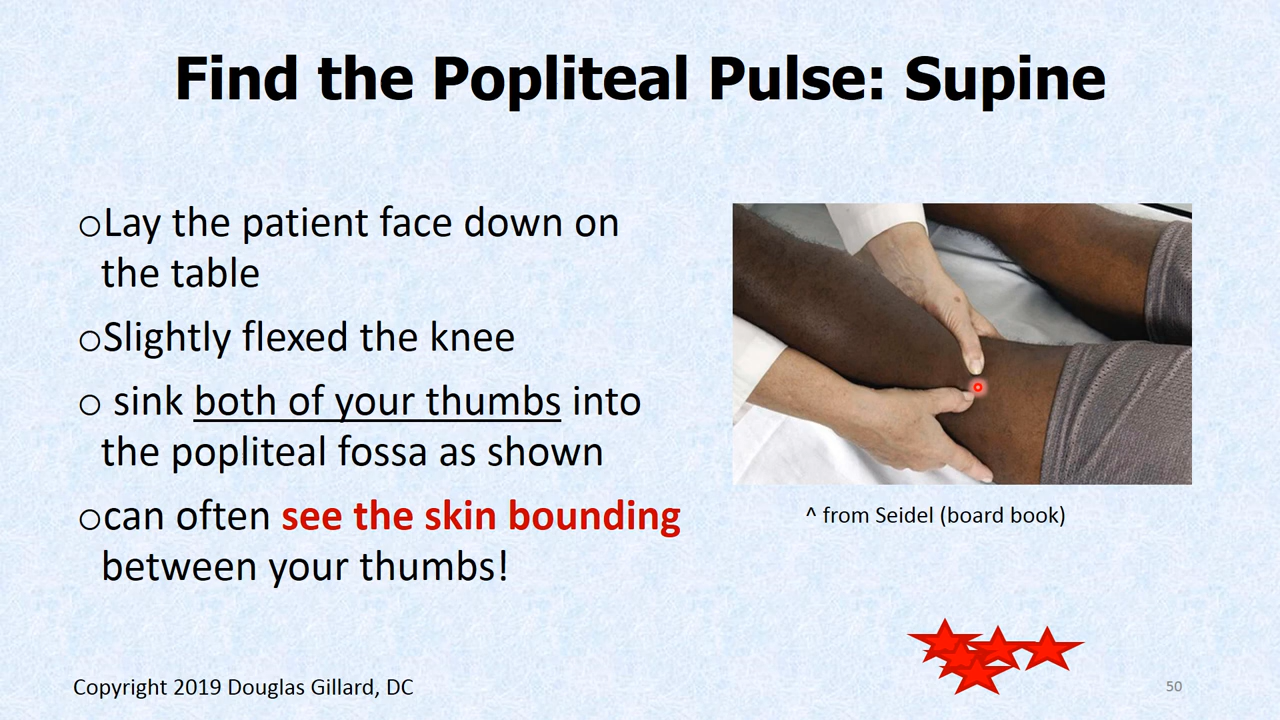 Find the Popliteal Pulse: Supine
oLay the patient face down on
the table
oSlightly flexed the knee
o sink both of your thumbs into
the popliteal fossa as shown
ocan often see the skin bounding
between your thumbs!
^ from Seidel (board book)
Copyright 2019 Douglas Gillard, DC
50